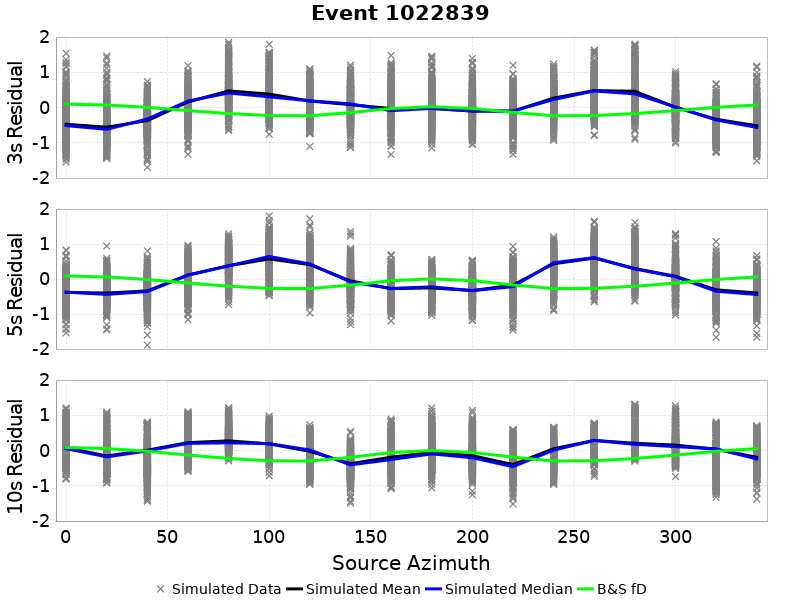 Event 1022839
3s Residual
2
1
0
-1
-2
5s Residual
2
1
0
-1
-2
10s Residual
2
1
0
-1
-2
0 50 100 150 200 250 300
Source Azimuth
Simulated Data Simulated Mean Simulated Median B&S fD